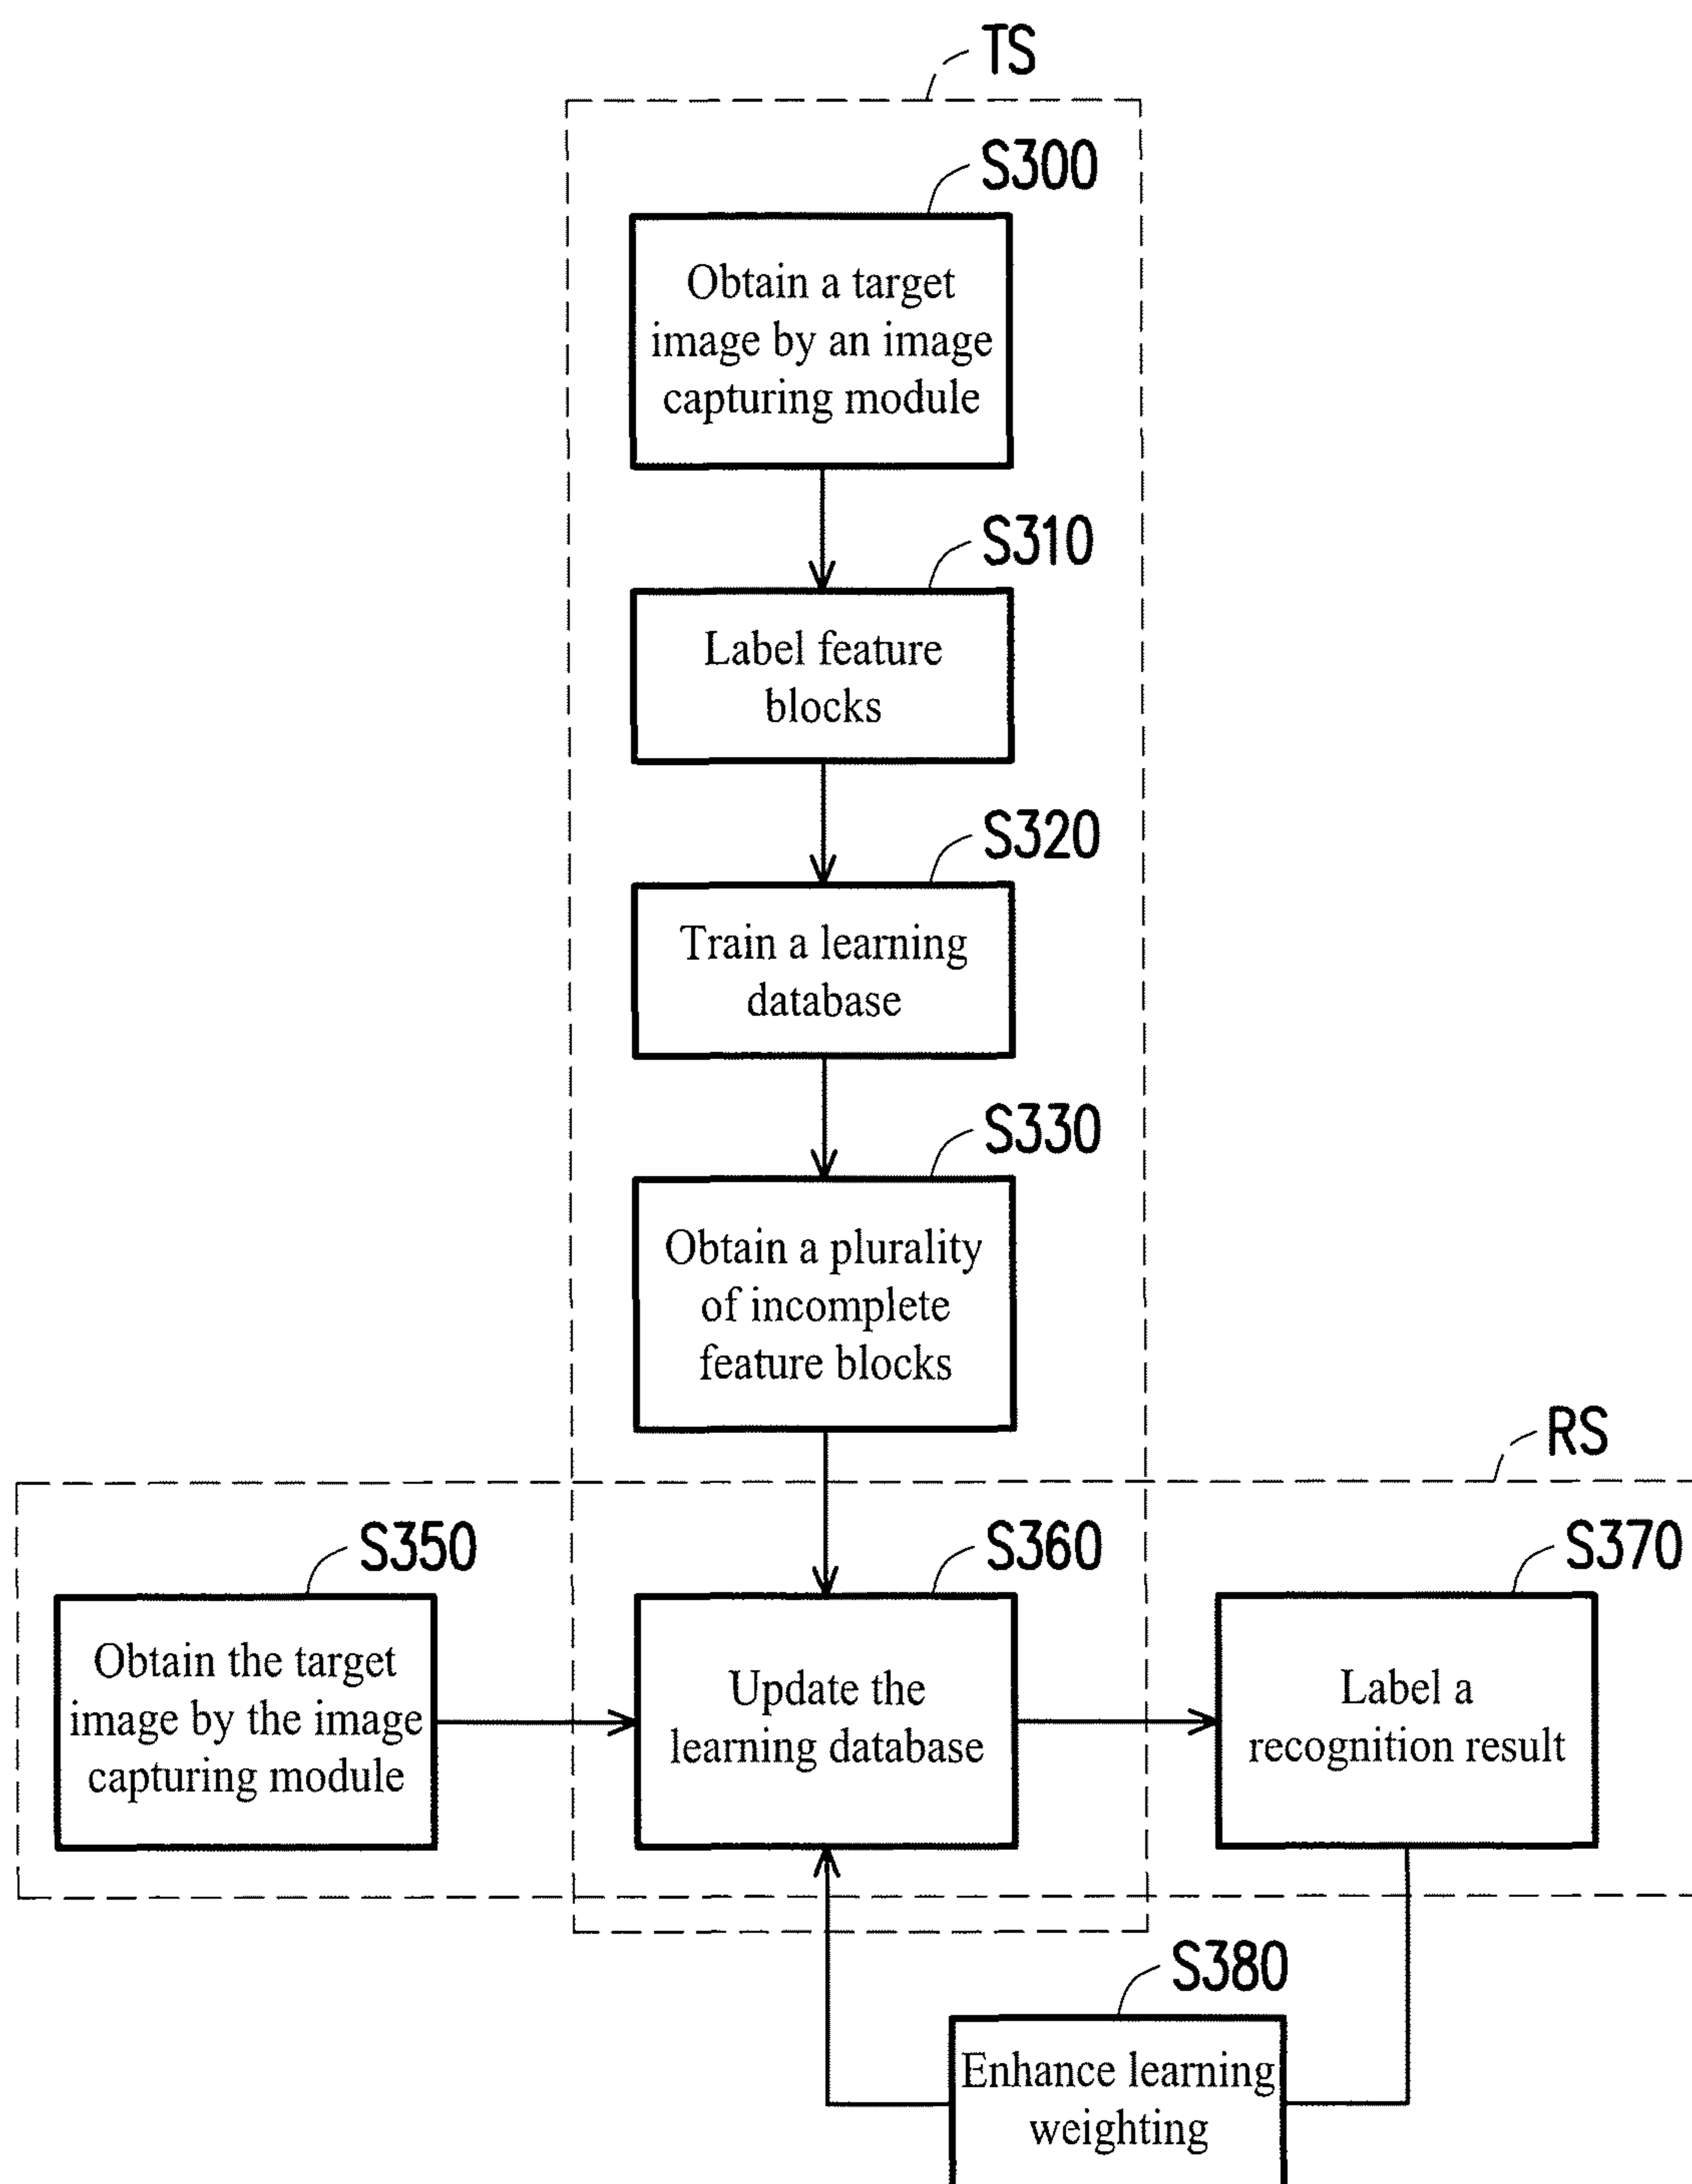 TS
S300
Obtain a target
image by an image
capturing module
S310
Label feature
blocks
S320
Train a learning
database
S330
Obtain a plurality
of incomplete
feature blocks
RS
S350
Obtain the target
image by the image
capturing module
S360
Update the
learning database
S370
Label a
recognition result
S380
Enhance learning
weighting